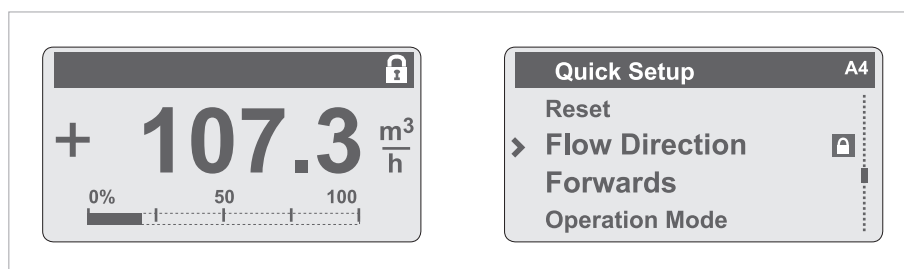 + 107.3 m³/h
0% 50 100
Quick Setup A4
Reset
Flow Direction
Forwards
Operation Mode